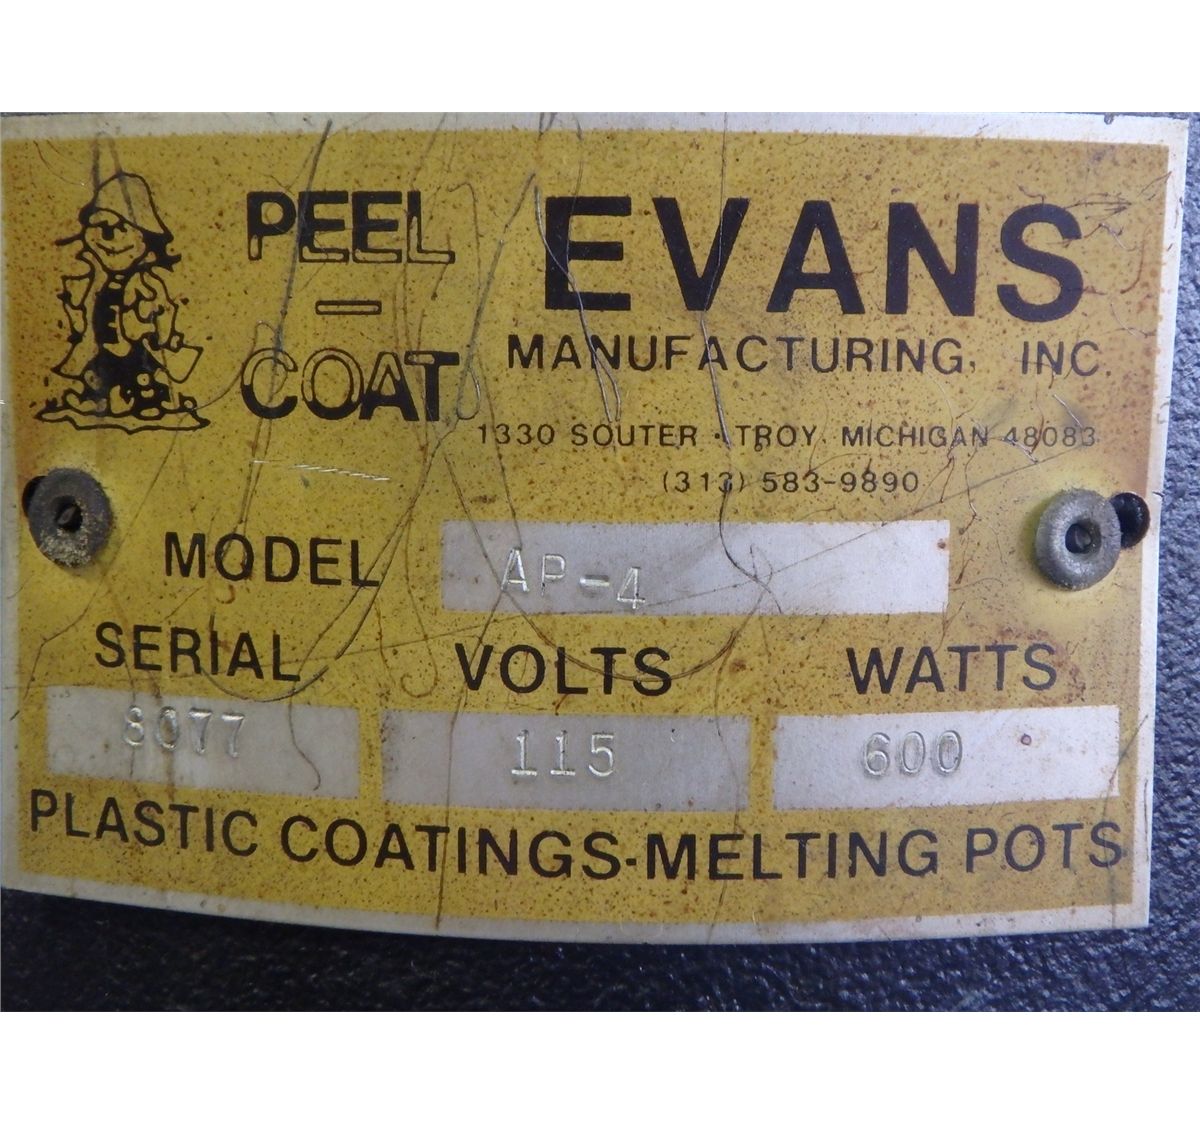 PEEL
-
COAT
EVANS
MANUFACTURING, INC.
1330 SOUTER · TROY, MICHIGAN 48083
(313) 583-9890
MODEL AP-4
SERIAL VOLTS WATTS
8077 115 600
PLASTIC COATINGS·MELTING POTS